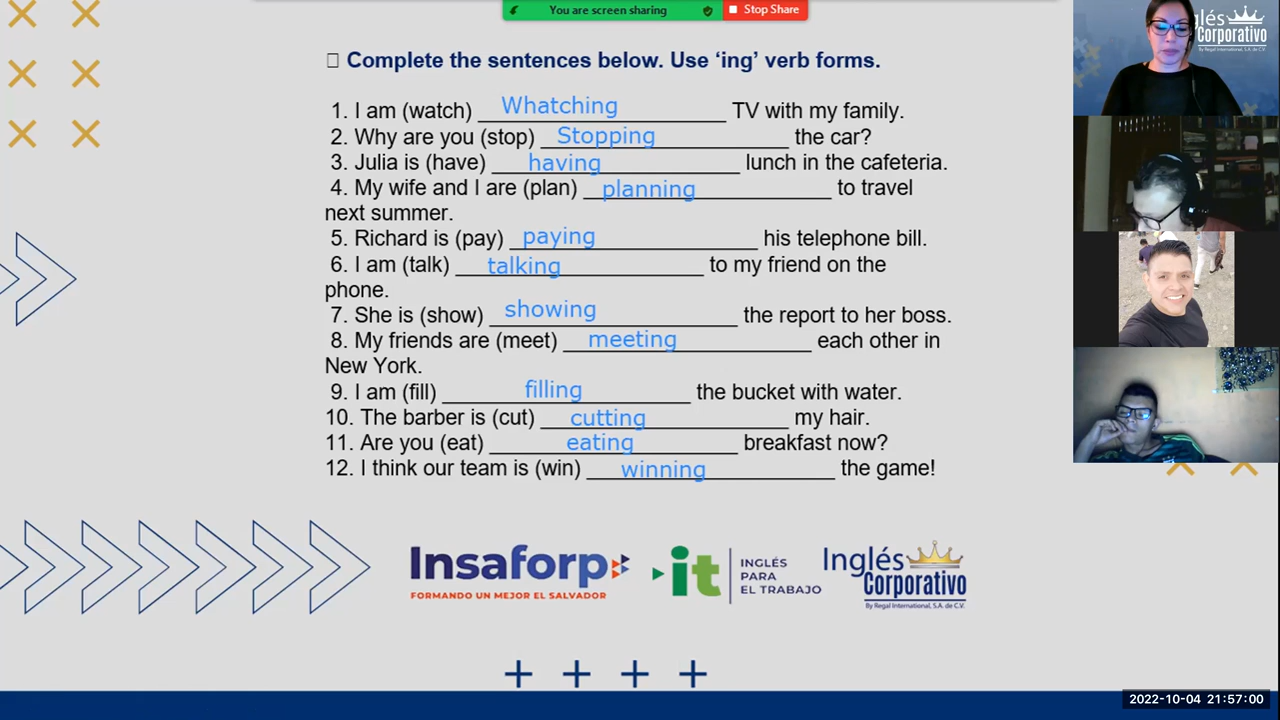 You are screen sharing
Stop Share
Complete the sentences below. Use ‘ing’ verb forms.
1. I am (watch) Whatching TV with my family.
2. Why are you (stop) Stopping the car?
3. Julia is (have) having lunch in the cafeteria.
4. My wife and I are (plan) planning to travel
next summer.
5. Richard is (pay) paying his telephone bill.
6. I am (talk) talking to my friend on the
phone.
7. She is (show) showing the report to her boss.
8. My friends are (meet) meeting each other in
New York.
9. I am (fill) filling the bucket with water.
10. The barber is (cut) cutting my hair.
11. Are you (eat) eating breakfast now?
12. I think our team is (win) winning the game!
Insaforp
FORMANDO UN MEJOR EL SALVADOR
it
INGLÉS
PARA
EL TRABAJO
Inglés
Corporativo
By Regal International, S.A. de C.V.
glés
Corporativo
By Regal International, S.A. de C.V.
2022-10-04 21:57:00